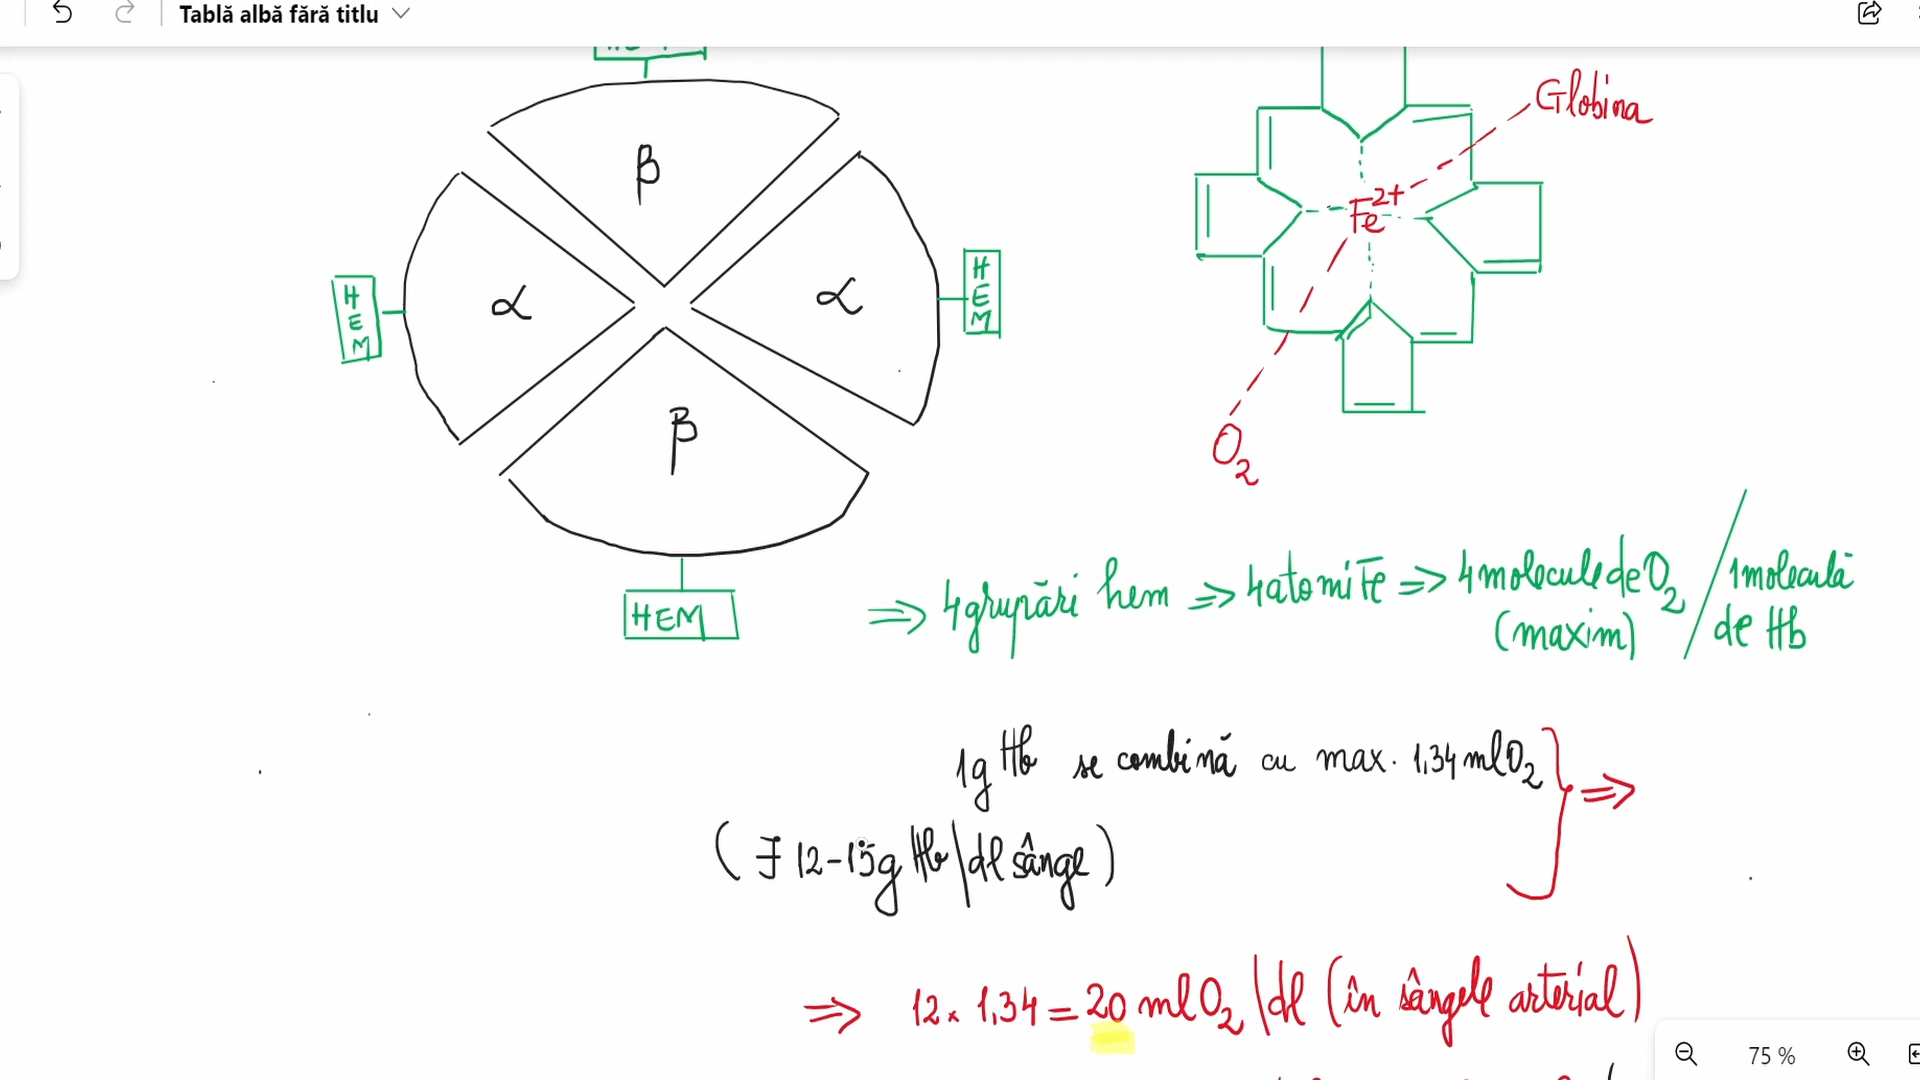 Tablă albă fără titlu
β
α
α
β
HEM
HEM
HEM
Globina
Fe2+
O2
⇒ 4 grupări hem ⇒ 4 atomi Fe ⇒ 4 molecule de O2 / 1 moleculă
(maxim) de Hb
1g Hb se combină cu max. 1,34 ml O2 } ⇒
(∃ 12-15g Hb/dl sânge)
⇒ 12 x 1,34 = 20 ml O2/dl (în sângele arterial)
75 %